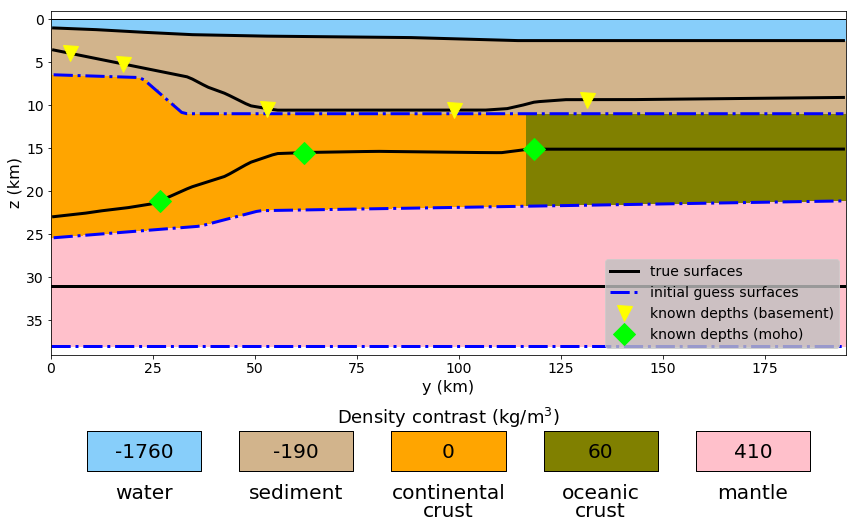 0
5
10
15
20
25
30
35
z (km)
true surfaces
initial guess surfaces
known depths (basement)
known depths (moho)
0 25 50 75 100 125 150 175
y (km)
Density contrast (kg/m³)
-1760 -190 0 60 410
water sediment continental crust oceanic crust mantle